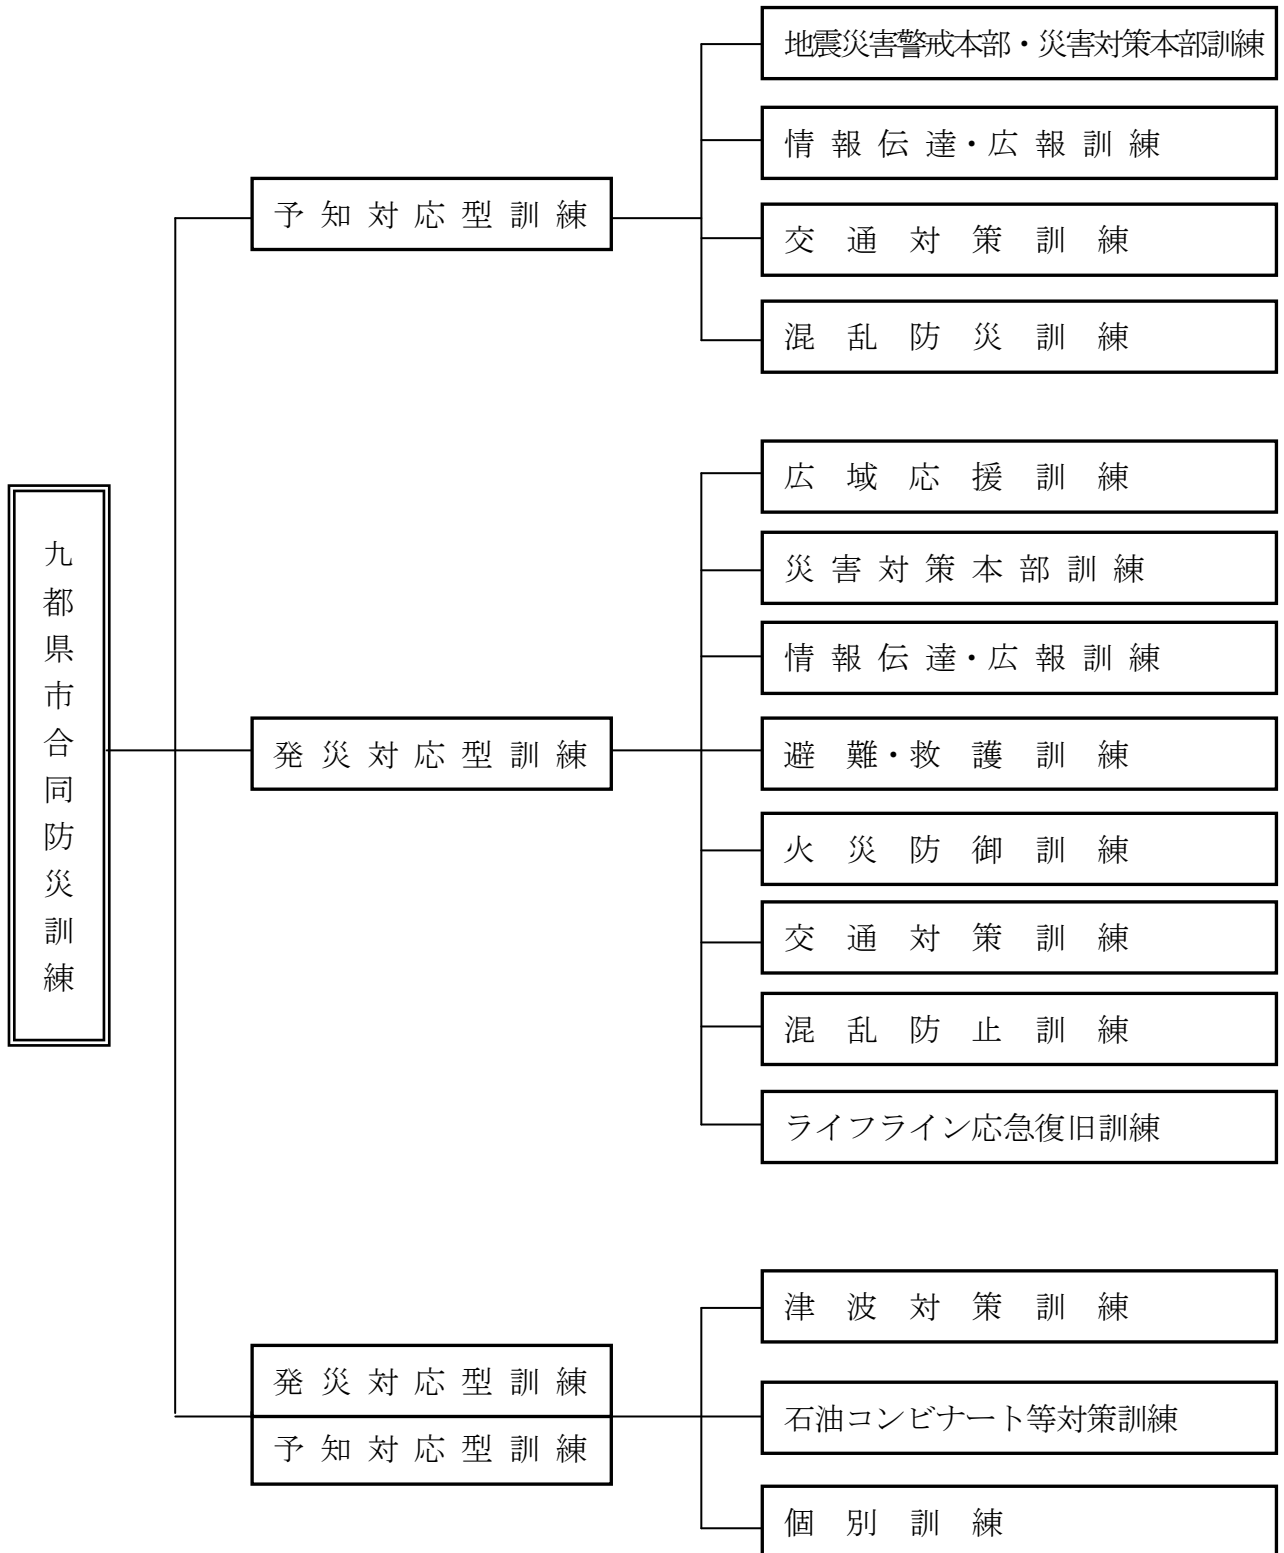 九都県市合同防災訓練
予知対応型訓練
地震災害警戒本部・災害対策本部訓練
情報伝達・広報訓練
交通対策訓練
混乱防災訓練
発災対応型訓練
広域応援訓練
災害対策本部訓練
情報伝達・広報訓練
避難・救護訓練
火災防御訓練
交通対策訓練
混乱防止訓練
ライフライン応急復旧訓練
発災対応型訓練
予知対応型訓練
津波対策訓練
石油コンビナート等対策訓練
個別訓練